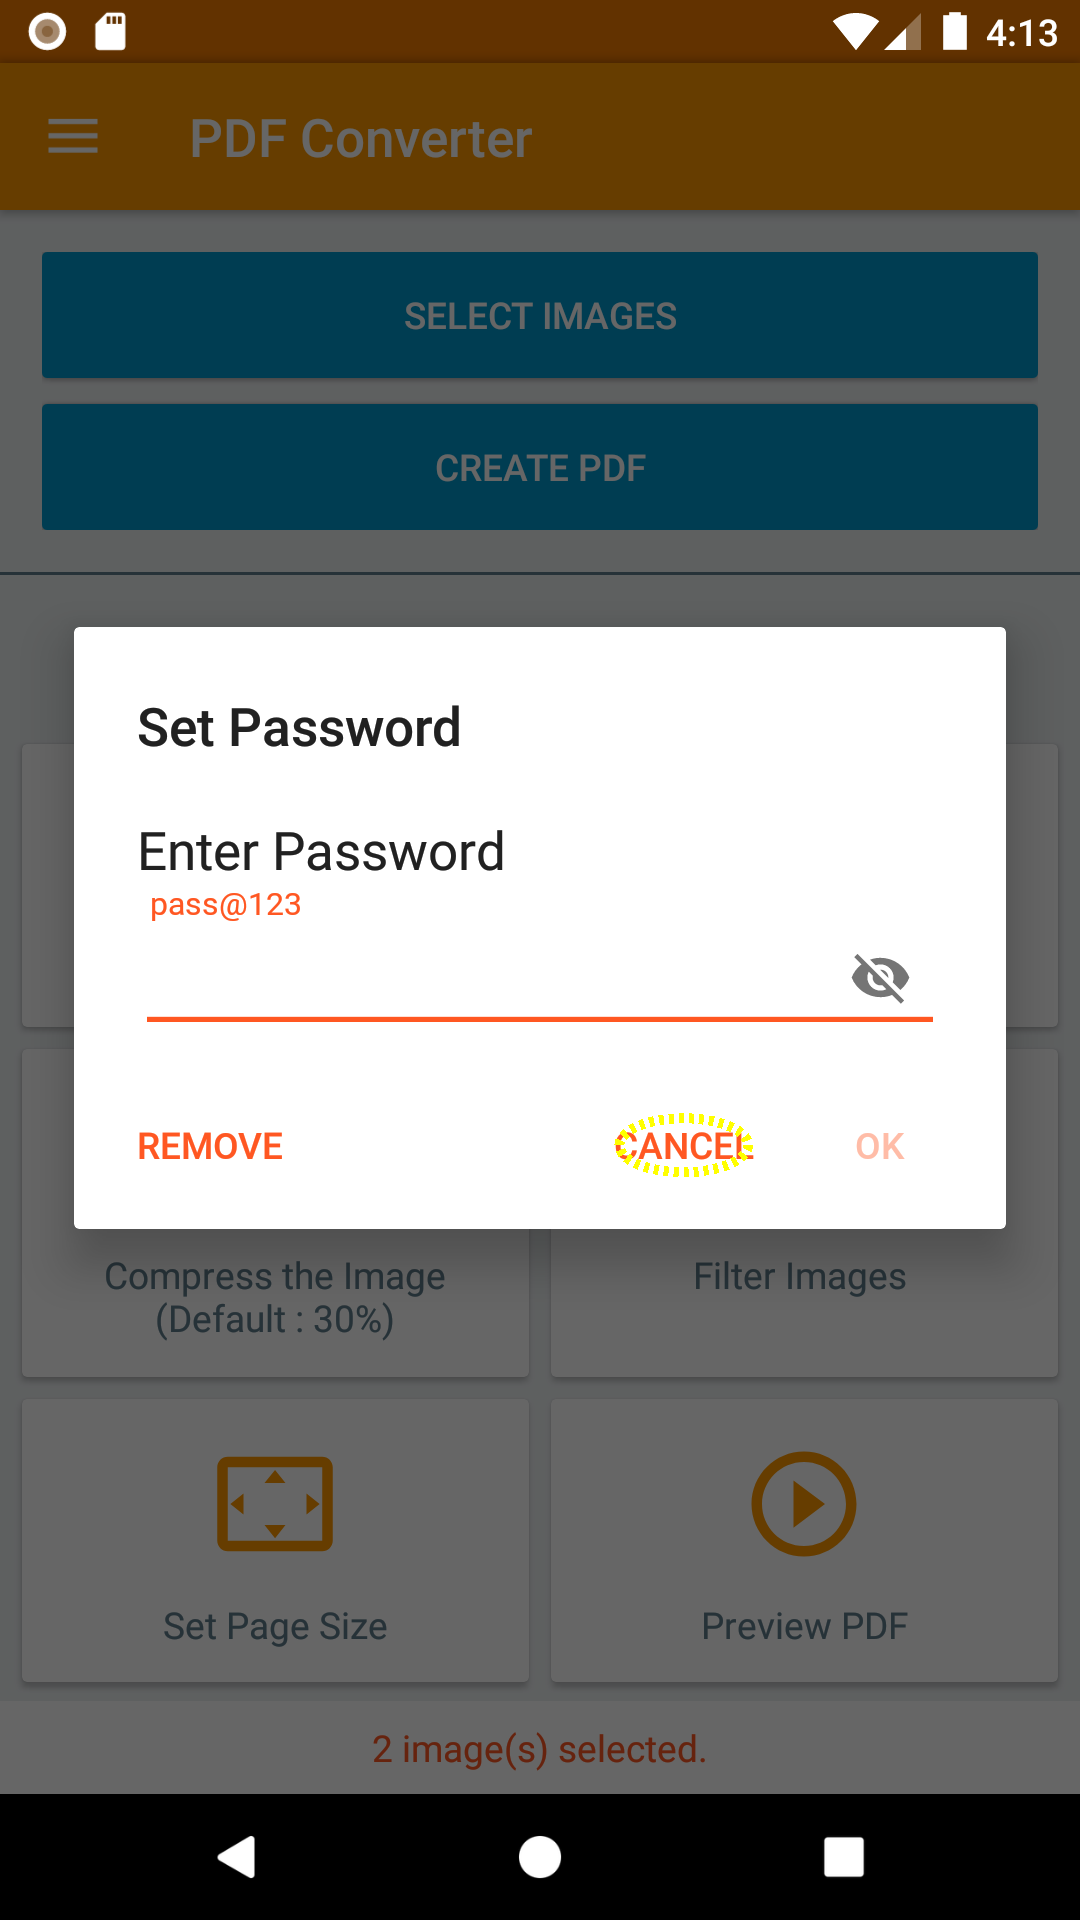 4:13
PDF Converter
SELECT IMAGES
CREATE PDF
Set Password
Enter Password
pass@123
REMOVE
CANCEL
OK
Compress the Image
(Default : 30%)
Filter Images
Set Page Size
Preview PDF
2 image(s) selected.